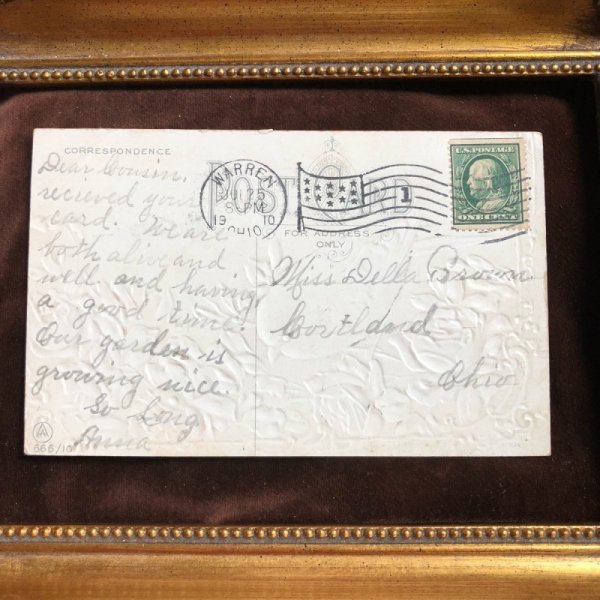 CORRESPONDENCE
Dear Cousin,
recieved your
card. We are
both alive and
well and having
a good time.
Our garden is
growing nice.
So Long
Anna
A
666/10
POST CARD
FOR ADDRESS
ONLY
WARREN
25
PM
19 10
OHIO
1
U.S. POSTAGE
ONE CENT
Miss Della Brown
Cortland
Ohio